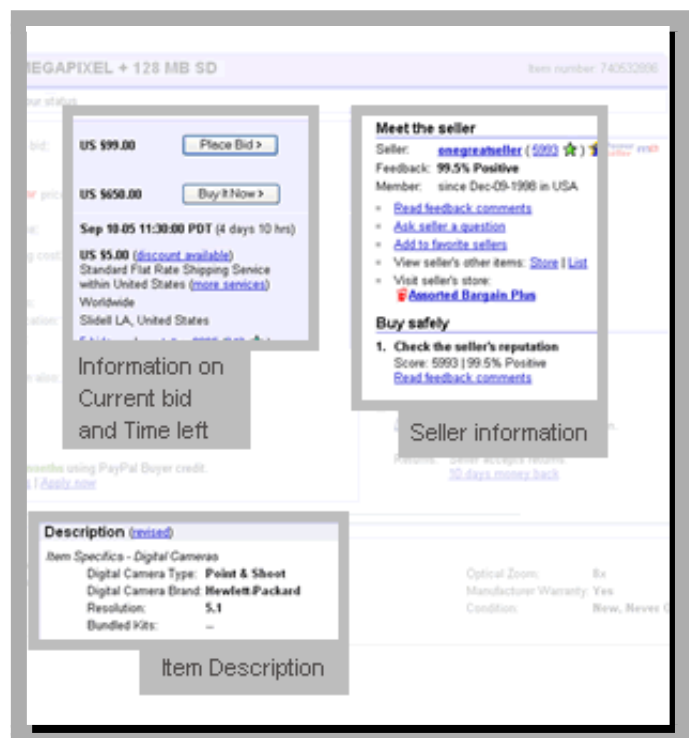 MEGAPIXEL + 128 MB SD
Item number: 740532896
our status
bid:
US $99.00
Place Bid >
US $650.00
Buy It Now >
price
Sep 10-05 11:30:00 PDT (4 days 10 hrs)
US $5.00 (discount available)
Standard Flat Rate Shipping Service
within United States (more services)
Worldwide
Slidell LA, United States
Information on
Current bid
and Time left
Meet the seller
Seller: onegreatseller (5993
Feedback: 99.5% Positive
Member: since Dec-09-1998 in USA
Read feedback comments
Ask seller a question
Add to favorite sellers
View seller's other items: Store | List
Visit seller's store:
Assorted Bargain Plus
Buy safely
1. Check the seller's reputation
Score: 5993 | 99.5% Positive
Read feedback comments
Seller information
Returns: Seller accepts returns.
10 days money back
months using PayPal Buyer credit.
| Apply now
Description (revised)
Item Specifics - Digital Cameras
Digital Camera Type: Point & Shoot
Digital Camera Brand: Hewlett-Packard
Resolution: 5.1
Bundled Kits: --
Optical Zoom: 8x
Manufacturer Warranty: Yes
Condition: New, Never
Item Description